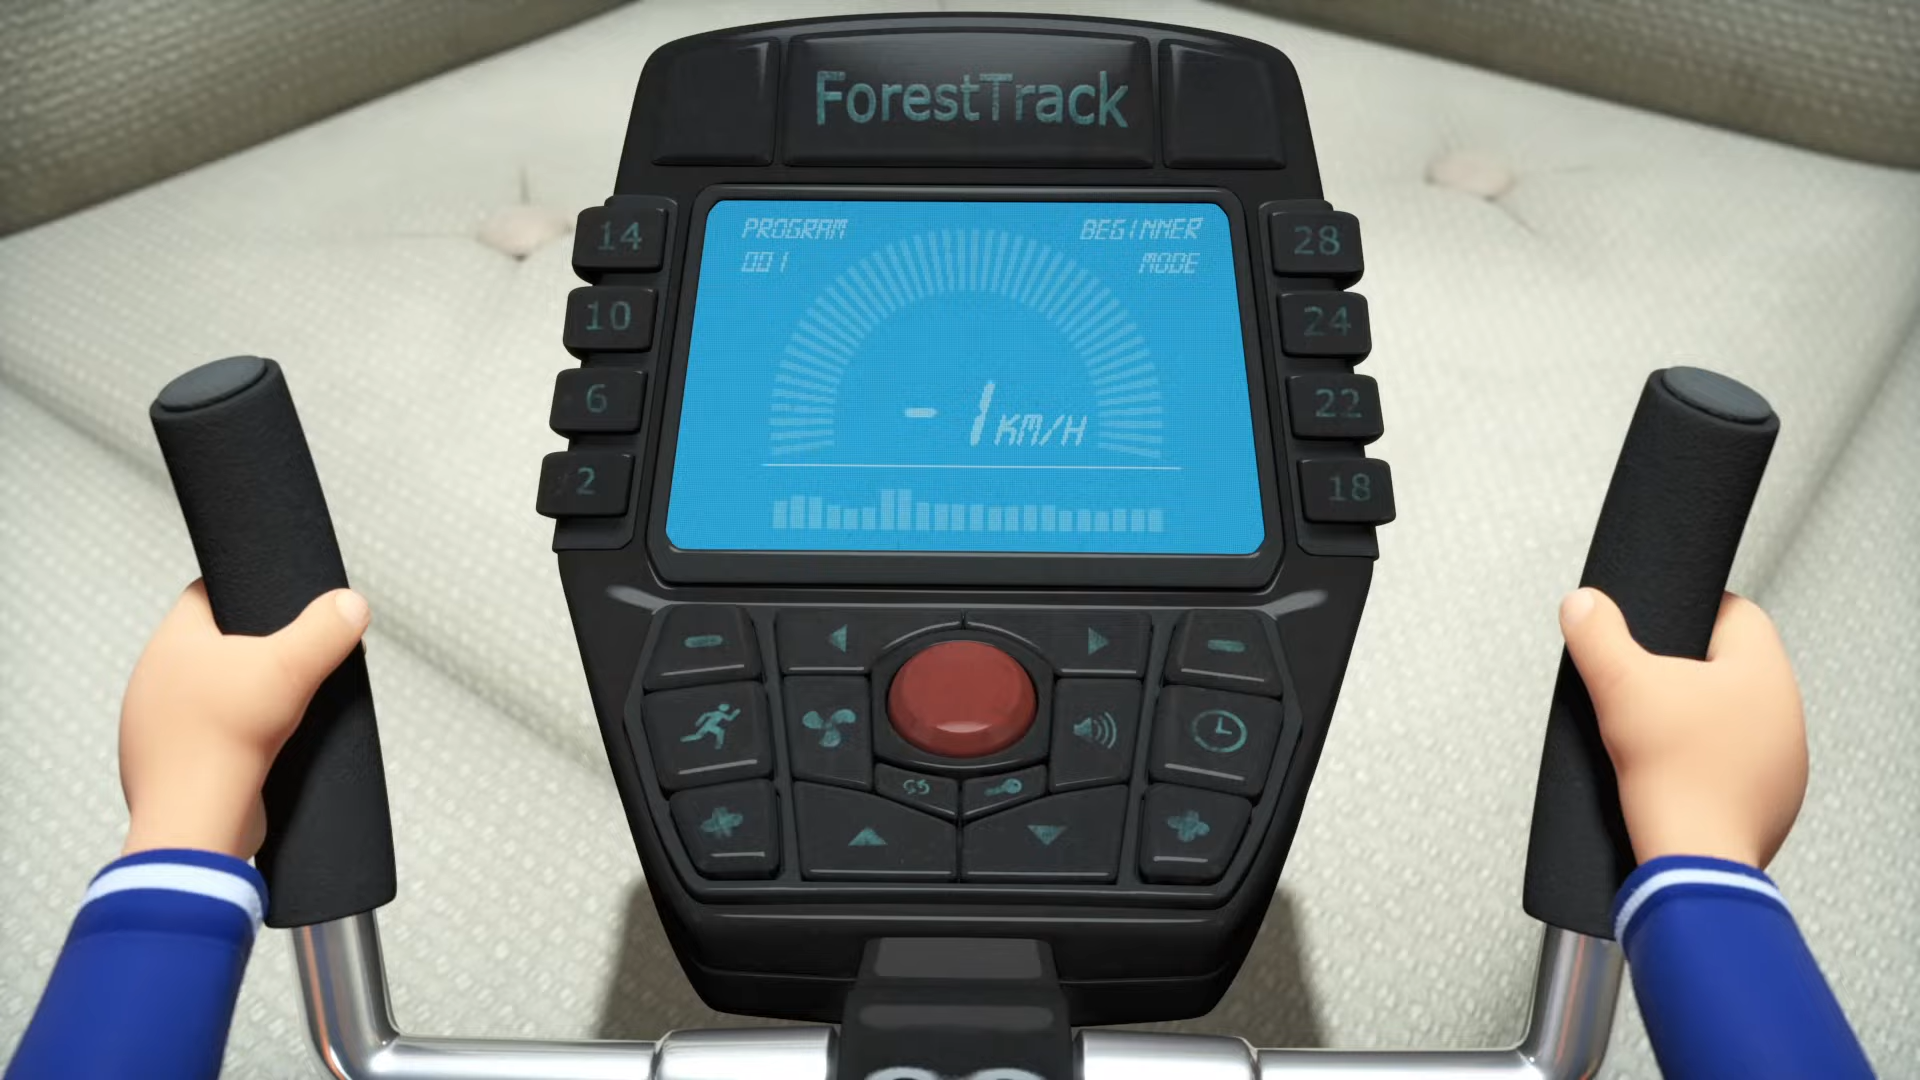 ForestTrack
PROGRAM
001
BEGINNER
MODE
14
10
6
2
28
24
22
18
- 1 KM/H